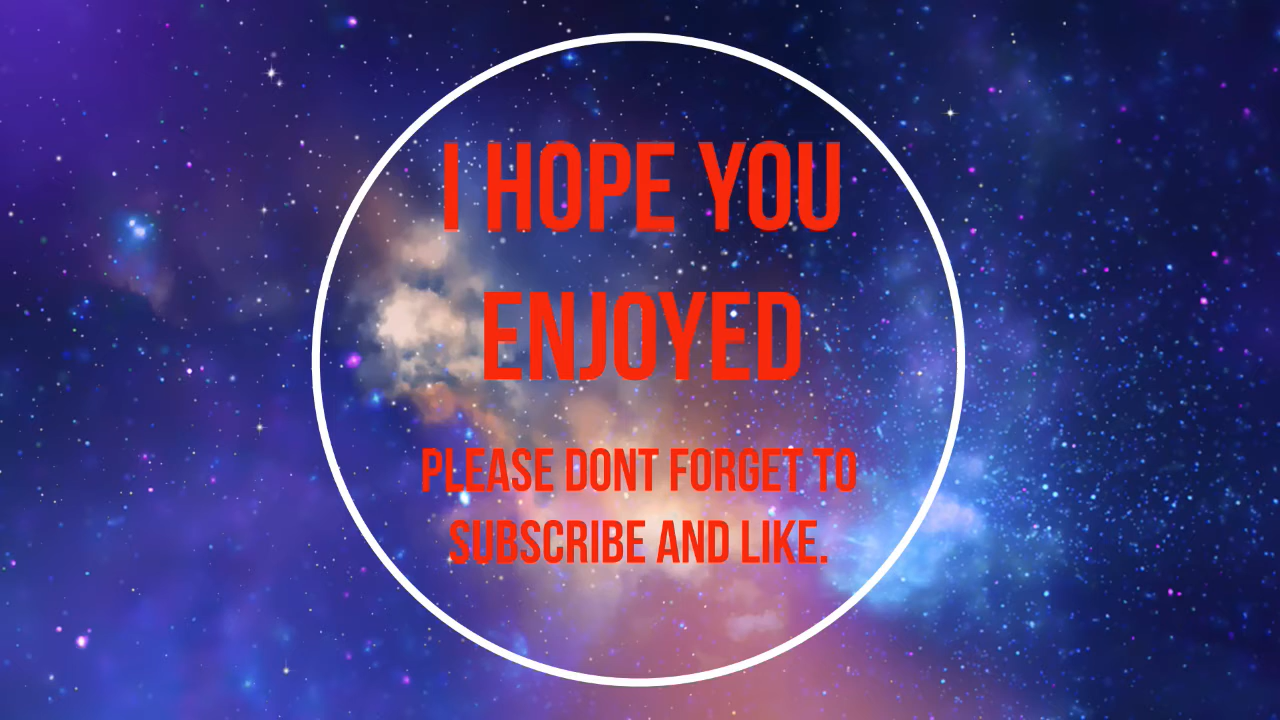 I HOPE YOU
ENJOYED
PLEASE DONT FORGET TO
SUBSCRIBE AND LIKE.